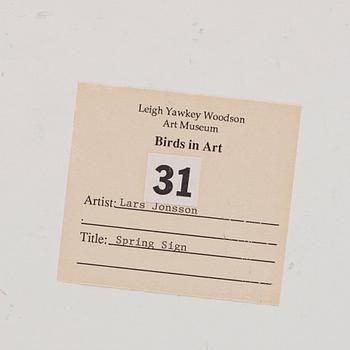 Leigh Yawkey Woodson
Art Museum
Birds in Art
31
Artist: Lars Jonsson
Title: Spring Sign